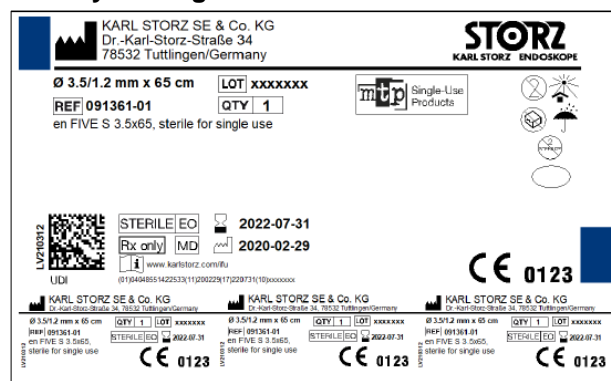 KARL STORZ SE & Co. KG
Dr.-Karl-Storz-Straße 34
78532 Tuttlingen/Germany
STORZ
KARL STORZ ENDOSKOPE
Ø 3.5/1.2 mm x 65 cm
LOT xxxxxxx
REF 091361-01
QTY 1
en FIVE S 3.5x65, sterile for single use
mtp Single-Use
Products
2
2
LV210312
STERILE EO 2022-07-31
Rx only MD 2020-02-29
i www.karlstorz.com/ifu
UDI
(01)04048551422533(11)200229(17)220731(10)xxxxxxx
CE 0123
KARL STORZ SE & Co. KG
Dr.-Karl-Storz-Straße 34, 78532 Tuttlingen/Germany
Ø 3.5/1.2 mm x 65 cm
QTY 1 LOT xxxxxxx
REF 091361-01
en FIVE S 3.5x65,
sterile for single use
STERILE EO 2022-07-31
LV210312
CE 0123
KARL STORZ SE & Co. KG
Dr.-Karl-Storz-Straße 34, 78532 Tuttlingen/Germany
Ø 3.5/1.2 mm x 65 cm
QTY 1 LOT xxxxxxx
REF 091361-01
en FIVE S 3.5x65,
sterile for single use
STERILE EO 2022-07-31
LV210312
CE 0123
KARL STORZ SE & Co. KG
Dr.-Karl-Storz-Straße 34, 78532 Tuttlingen/Germany
Ø 3.5/1.2 mm x 65 cm
QTY 1 LOT xxxxxxx
REF 091361-01
en FIVE S 3.5x65,
sterile for single use
STERILE EO 2022-07-31
LV210312
CE 0123